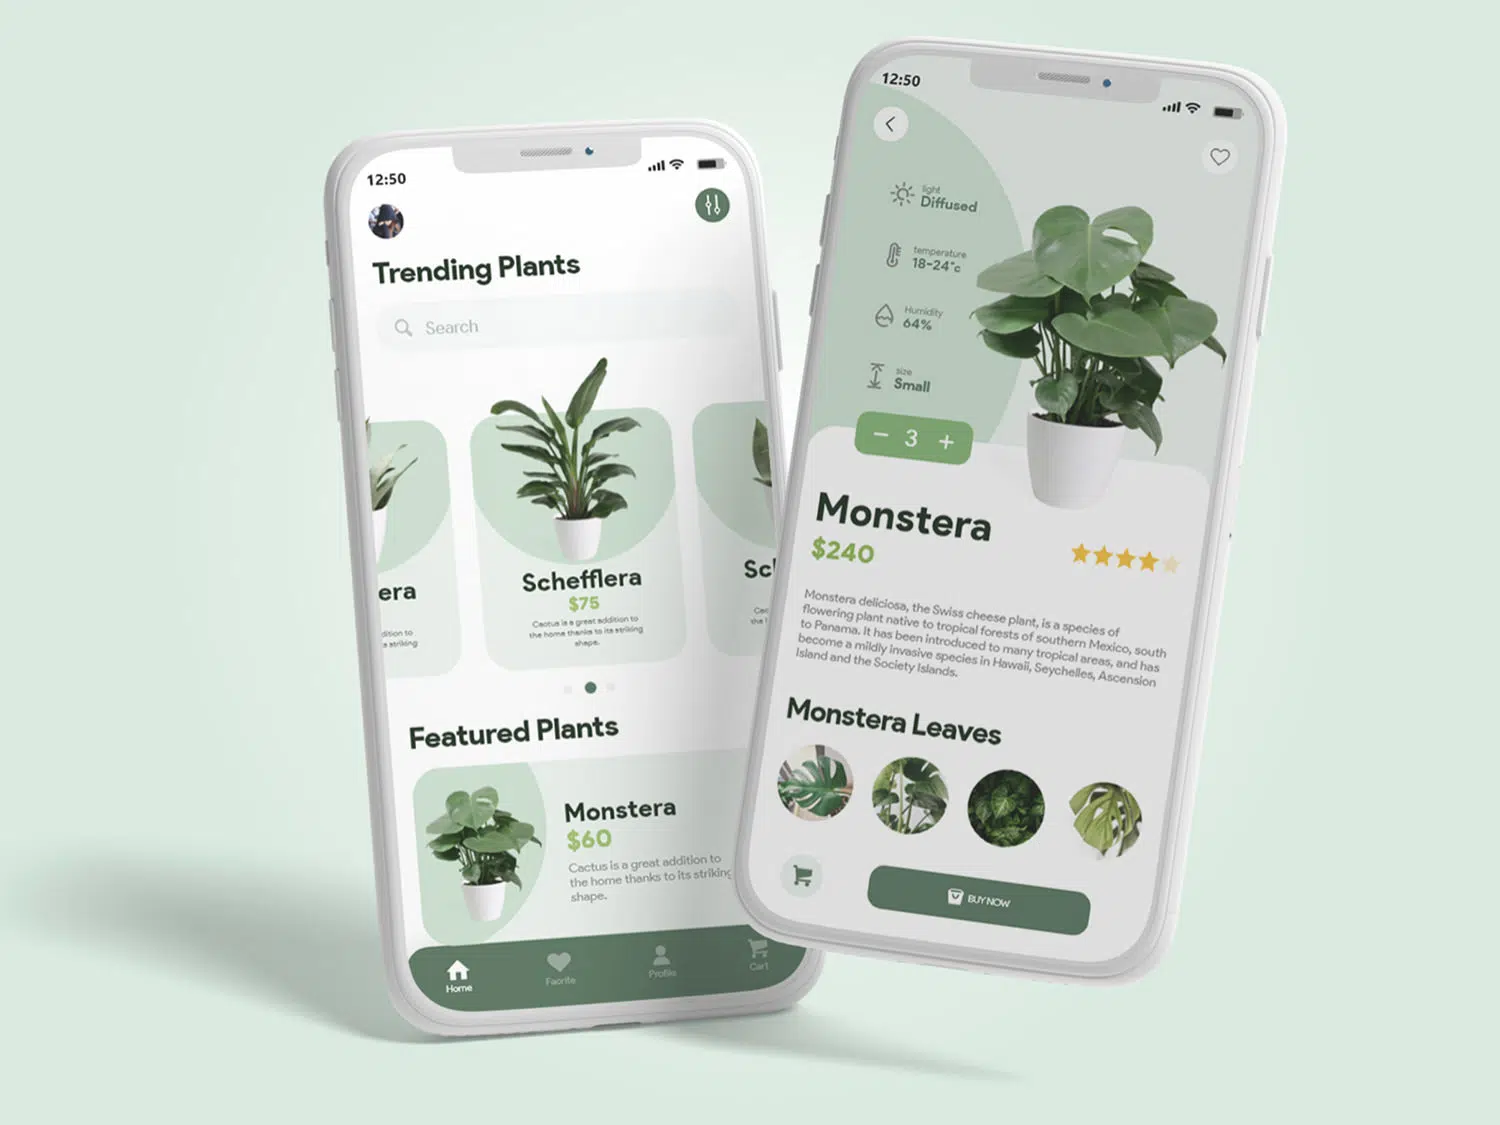 12:50
Trending Plants
Search
era
Schefflera
$75
Cactus is a great addition to
the home thanks to its striking
shape.
Featured Plants
Monstera
$60
Cactus is a great addition to
the home thanks to its striking
shape.
Home
Faorite
Profile
Cart
12:50
light
Diffused
temperature
18-24°c
Humidity
64%
size
Small
− 3 +
Monstera
$240
Monstera deliciosa, the Swiss cheese plant, is a species of
flowering plant native to tropical forests of southern Mexico, south
to Panama. It has been introduced to many tropical areas, and has
become a mildly invasive species in Hawaii, Seychelles, Ascension
Island and the Society Islands.
Monstera Leaves
BUY NOW